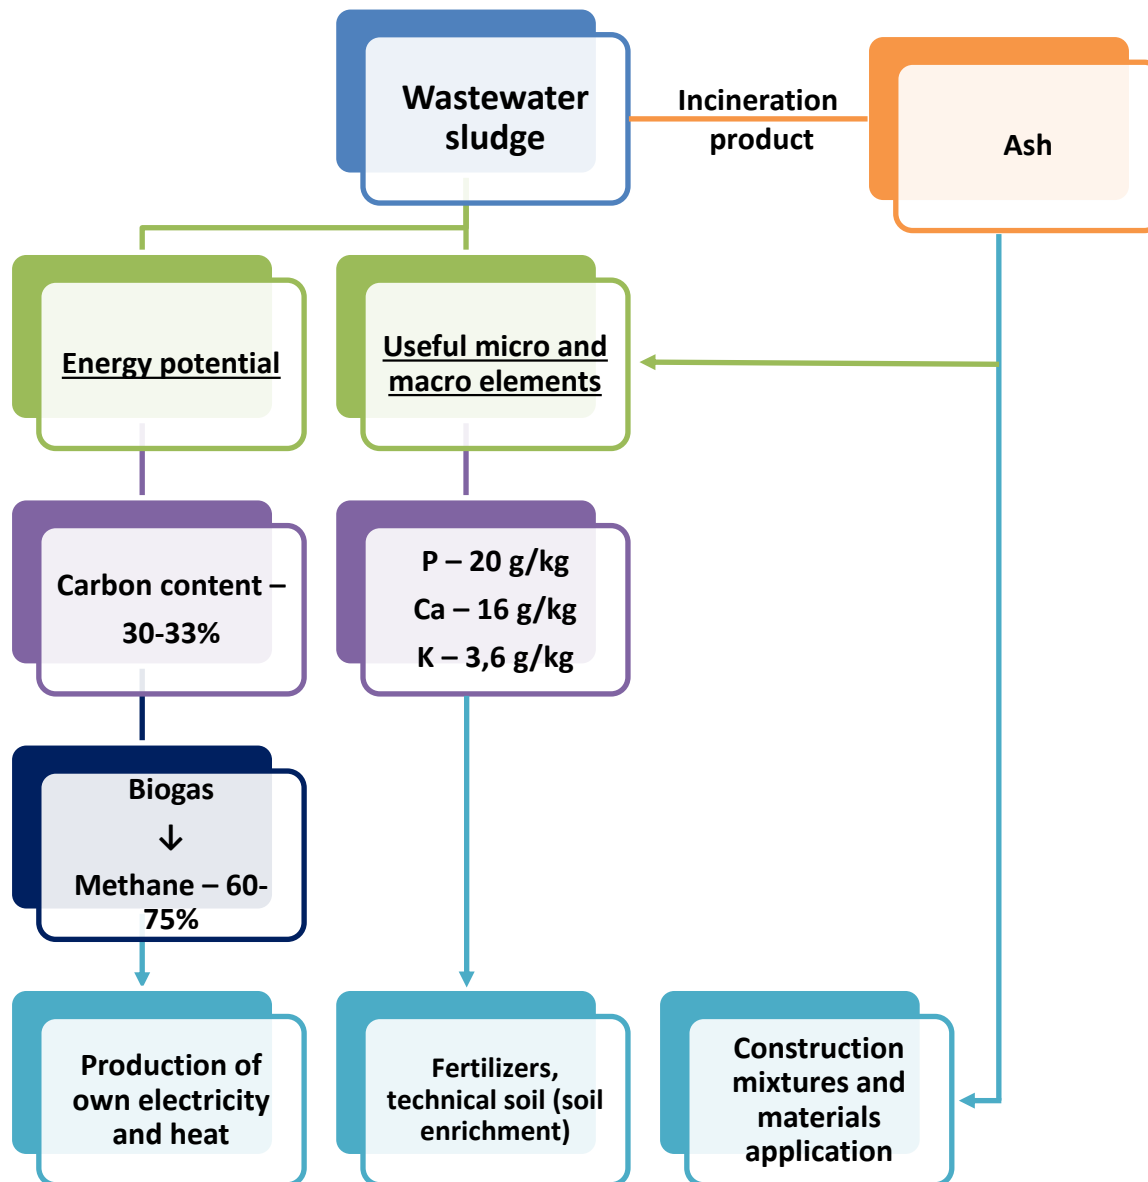 Wastewater
sludge
Incineration
product
Ash
Energy potential
Useful micro and
macro elements
Carbon content –
30-33%
P – 20 g/kg
Ca – 16 g/kg
K – 3,6 g/kg
Biogas
↓
Methane – 60-
75%
Production of
own electricity
and heat
Fertilizers,
technical soil (soil
enrichment)
Construction
mixtures and
materials
application